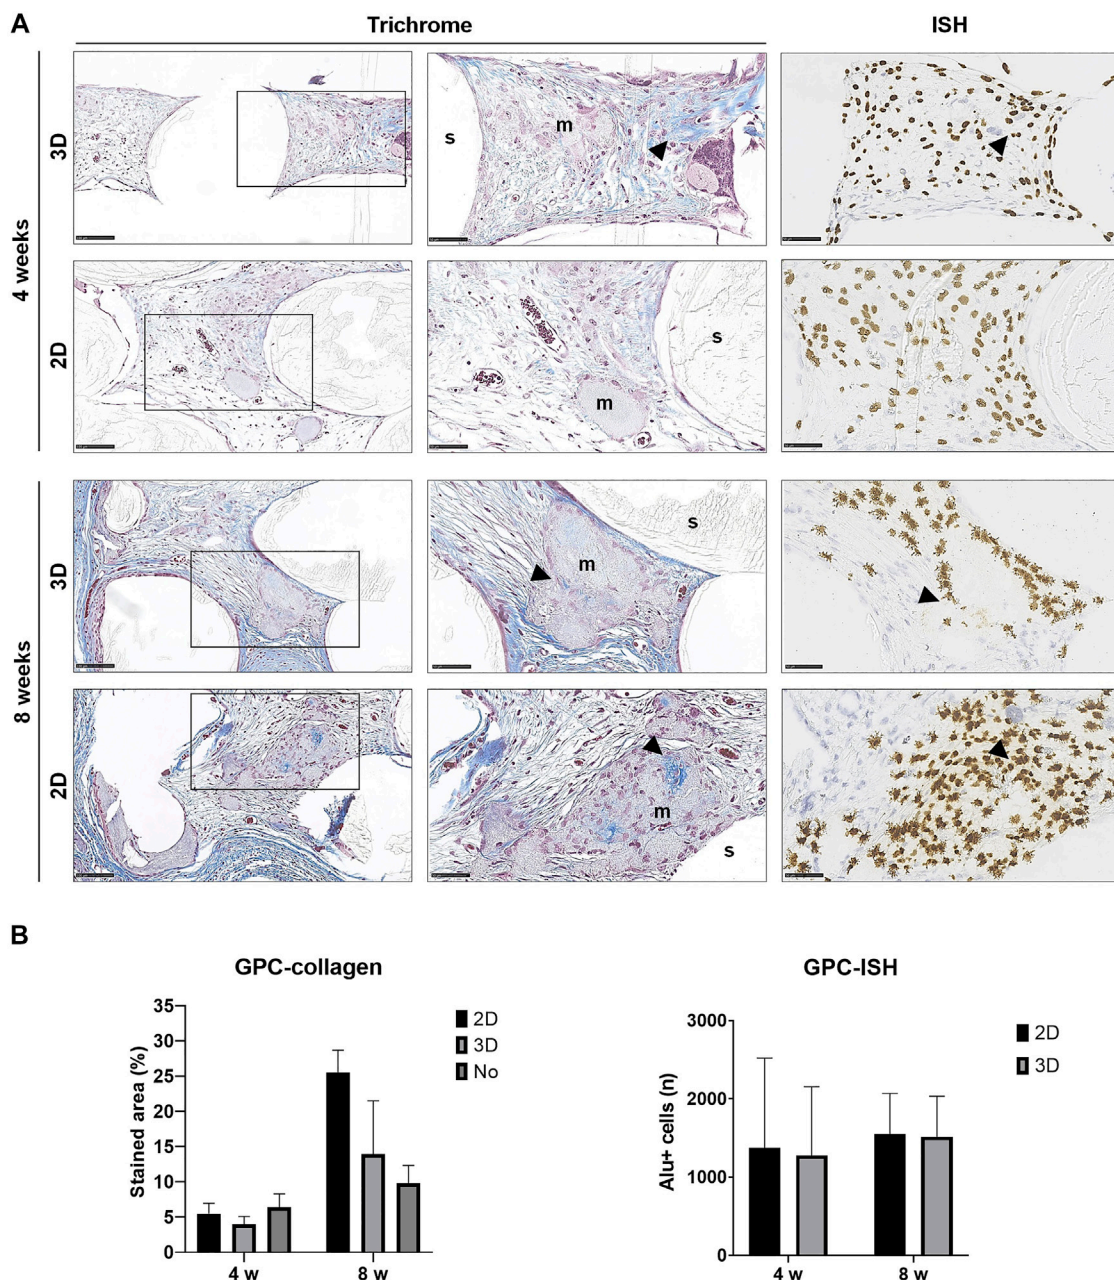 A
Trichrome
ISH
4 weeks
3D
s
m
2D
m
s
8 weeks
3D
m
s
2D
m
s
B
GPC-collagen
Stained area (%)
35
30
25
20
15
10
5
0
4 w
8 w
2D
3D
No
GPC-ISH
Alu+ cells (n)
3000
2000
1000
0
4 w
8 w
2D
3D